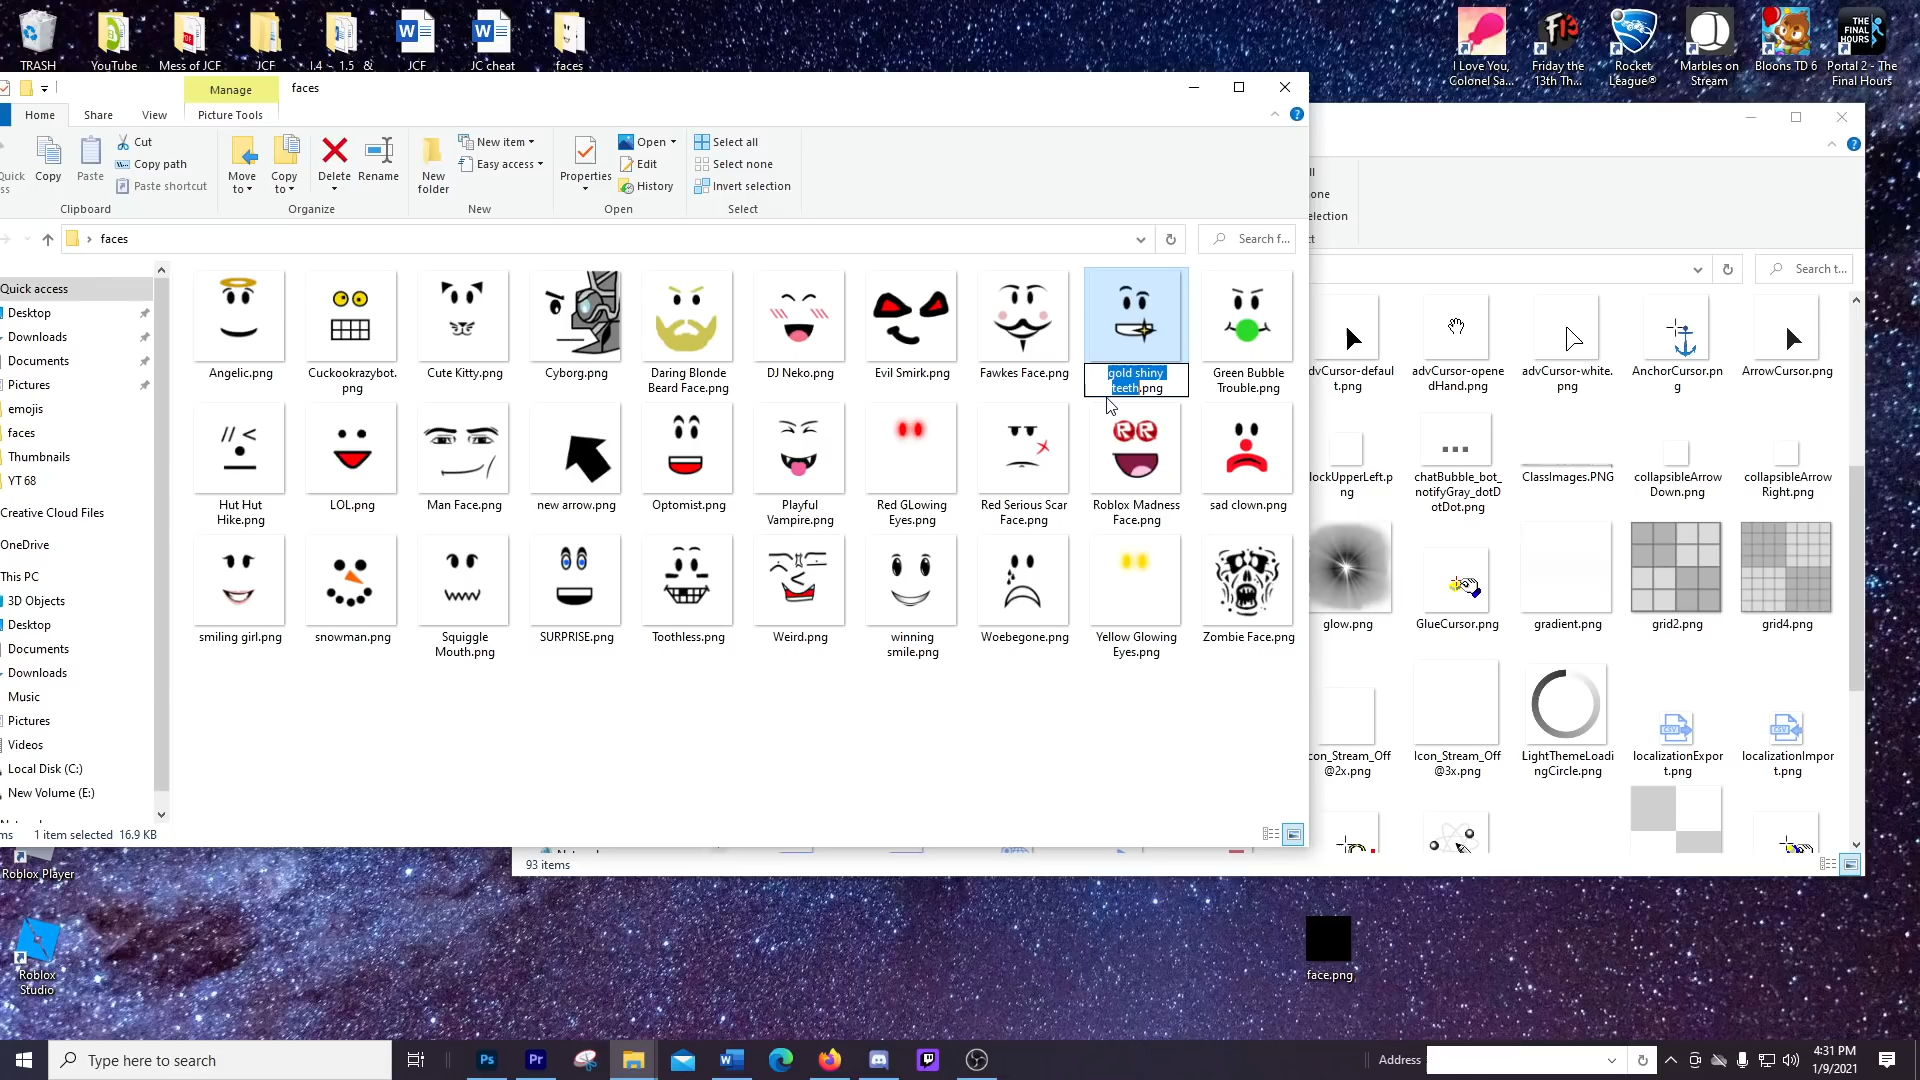 TRASH
YouTube
Mess of JCF
JCF
1.4 - 1.5 &
JCF
JC cheat
faces
I Love You,
Colonel Sa...
Friday the
13th Th...
Rocket
League®
Marbles on
Stream
Bloons TD 6
THE
FINAL
HOURS
Portal 2 - The
Final Hours
Manage
faces
Home
Share
View
Picture Tools
Copy
Paste
Cut
Copy path
Paste shortcut
Clipboard
Move
to
Copy
to
Delete
Rename
Organize
New
folder
New item
Easy access
New
Properties
Open
Edit
History
Open
Select all
Select none
Invert selection
Select
faces
Search f...
Search t...
Quick access
Desktop
Downloads
Documents
Pictures
emojis
faces
Thumbnails
YT 68
Creative Cloud Files
OneDrive
This PC
3D Objects
Desktop
Documents
Downloads
Music
Pictures
Videos
Local Disk (C:)
New Volume (E:)
Angelic.png
Cuckookrazybot.
png
Cute Kitty.png
Cyborg.png
Daring Blonde
Beard Face.png
DJ Neko.png
Evil Smirk.png
Fawkes Face.png
gold shiny
teeth.png
Green Bubble
Trouble.png
Hut Hut
Hike.png
LOL.png
Man Face.png
new arrow.png
Optomist.png
Playful
Vampire.png
Red GLowing
Eyes.png
Red Serious Scar
Face.png
Roblox Madness
Face.png
sad clown.png
smiling girl.png
snowman.png
Squiggle
Mouth.png
SURPRISE.png
Toothless.png
Weird.png
winning
smile.png
Woebegone.png
Yellow Glowing
Eyes.png
Zombie Face.png
1 item selected 16.9 KB
advCursor-opene
dHand.png
advCursor-white.
png
AnchorCursor.pn
g
ArrowCursor.png
chatBubble_bot_
notifyGray_dotD
otDot.png
ClassImages.PNG
collapsibleArrow
Down.png
collapsibleArrow
Right.png
glow.png
GlueCursor.png
gradient.png
grid2.png
grid4.png
Icon_Stream_Off
@3x.png
LightThemeLoadi
ngCircle.png
localizationExpor
t.png
localizationImpor
t.png
93 items
Roblox Player
Roblox
Studio
face.png
Type here to search
Ps
Pr
Address
4:31 PM
1/9/2021